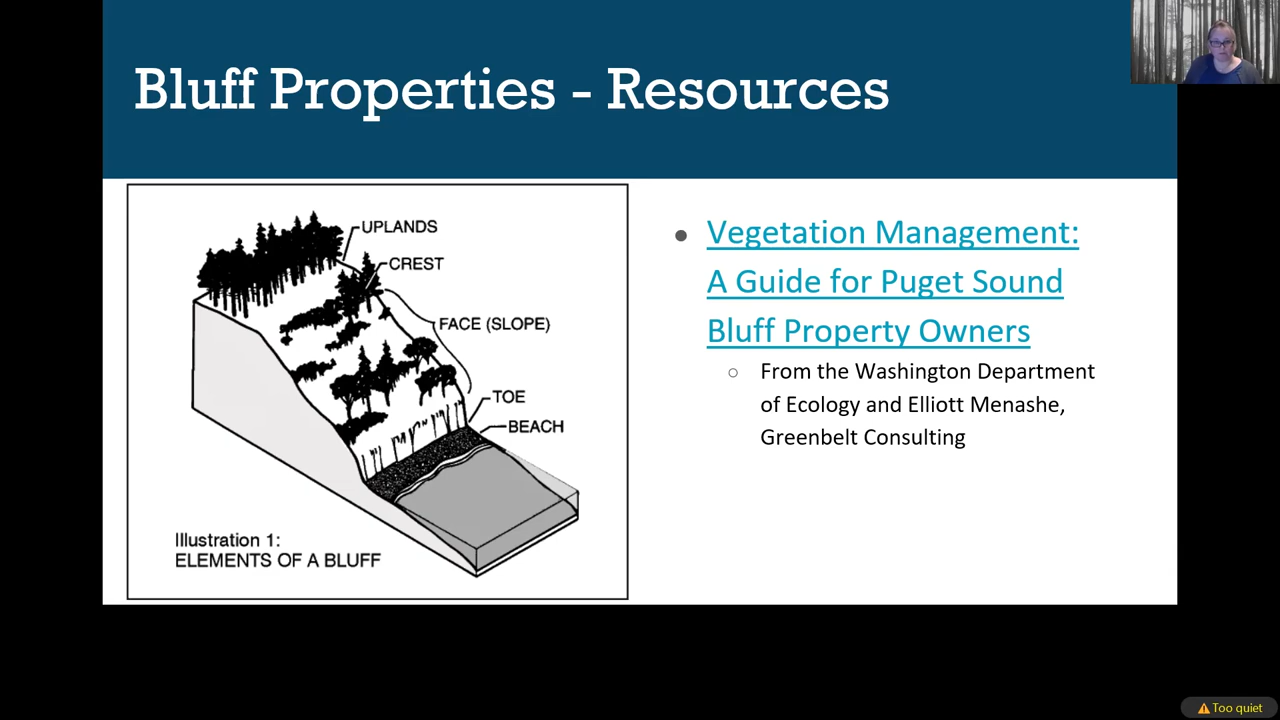 Bluff Properties - Resources
UPLANDS
CREST
FACE (SLOPE)
TOE
BEACH
Illustration 1:
ELEMENTS OF A BLUFF
Vegetation Management:
A Guide for Puget Sound
Bluff Property Owners
From the Washington Department
of Ecology and Elliott Menashe,
Greenbelt Consulting
Too quiet